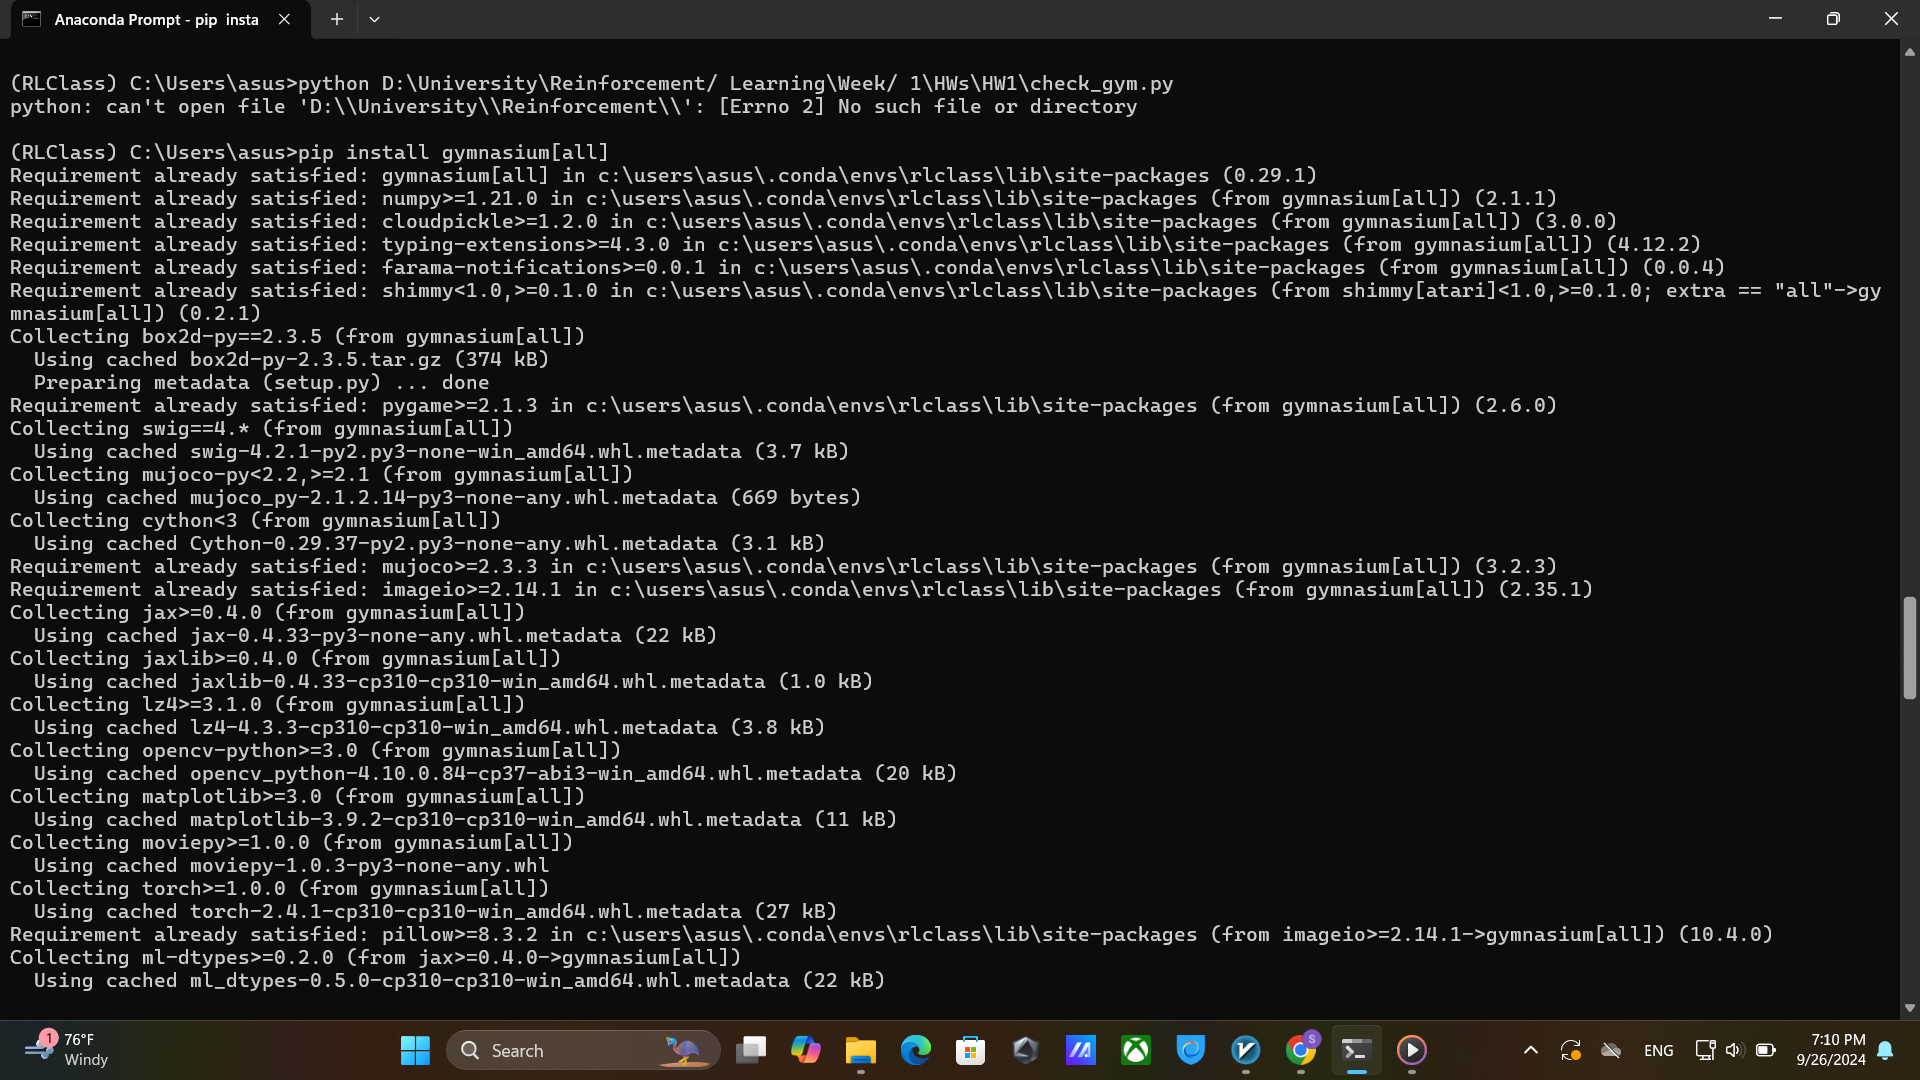 Anaconda Prompt - pip insta
(RLClass) C:\Users\asus>python D:\University\Reinforcement/ Learning\Week/ 1\HWs\HW1\check_gym.py
python: can't open file 'D:\\University\\Reinforcement\\': [Errno 2] No such file or directory
(RLClass) C:\Users\asus>pip install gymnasium[all]
Requirement already satisfied: gymnasium[all] in c:\users\asus\.conda\envs\rlclass\lib\site-packages (0.29.1)
Requirement already satisfied: numpy>=1.21.0 in c:\users\asus\.conda\envs\rlclass\lib\site-packages (from gymnasium[all]) (2.1.1)
Requirement already satisfied: cloudpickle>=1.2.0 in c:\users\asus\.conda\envs\rlclass\lib\site-packages (from gymnasium[all]) (3.0.0)
Requirement already satisfied: typing-extensions>=4.3.0 in c:\users\asus\.conda\envs\rlclass\lib\site-packages (from gymnasium[all]) (4.12.2)
Requirement already satisfied: farama-notifications>=0.0.1 in c:\users\asus\.conda\envs\rlclass\lib\site-packages (from gymnasium[all]) (0.0.4)
Requirement already satisfied: shimmy<1.0,>=0.1.0 in c:\users\asus\.conda\envs\rlclass\lib\site-packages (from shimmy[atari]<1.0,>=0.1.0; extra == "all"->gy
mnasium[all]) (0.2.1)
Collecting box2d-py==2.3.5 (from gymnasium[all])
  Using cached box2d-py-2.3.5.tar.gz (374 kB)
  Preparing metadata (setup.py) ... done
Requirement already satisfied: pygame>=2.1.3 in c:\users\asus\.conda\envs\rlclass\lib\site-packages (from gymnasium[all]) (2.6.0)
Collecting swig==4.* (from gymnasium[all])
  Using cached swig-4.2.1-py2.py3-none-win_amd64.whl.metadata (3.7 kB)
Collecting mujoco-py<2.2,>=2.1 (from gymnasium[all])
  Using cached mujoco_py-2.1.2.14-py3-none-any.whl.metadata (669 bytes)
Collecting cython<3 (from gymnasium[all])
  Using cached Cython-0.29.37-py2.py3-none-any.whl.metadata (3.1 kB)
Requirement already satisfied: mujoco>=2.3.3 in c:\users\asus\.conda\envs\rlclass\lib\site-packages (from gymnasium[all]) (3.2.3)
Requirement already satisfied: imageio>=2.14.1 in c:\users\asus\.conda\envs\rlclass\lib\site-packages (from gymnasium[all]) (2.35.1)
Collecting jax>=0.4.0 (from gymnasium[all])
  Using cached jax-0.4.33-py3-none-any.whl.metadata (22 kB)
Collecting jaxlib>=0.4.0 (from gymnasium[all])
  Using cached jaxlib-0.4.33-cp310-cp310-win_amd64.whl.metadata (1.0 kB)
Collecting lz4>=3.1.0 (from gymnasium[all])
  Using cached lz4-4.3.3-cp310-cp310-win_amd64.whl.metadata (3.8 kB)
Collecting opencv-python>=3.0 (from gymnasium[all])
  Using cached opencv_python-4.10.0.84-cp37-abi3-win_amd64.whl.metadata (20 kB)
Collecting matplotlib>=3.0 (from gymnasium[all])
  Using cached matplotlib-3.9.2-cp310-cp310-win_amd64.whl.metadata (11 kB)
Collecting moviepy>=1.0.0 (from gymnasium[all])
  Using cached moviepy-1.0.3-py3-none-any.whl
Collecting torch>=1.0.0 (from gymnasium[all])
  Using cached torch-2.4.1-cp310-cp310-win_amd64.whl.metadata (27 kB)
Requirement already satisfied: pillow>=8.3.2 in c:\users\asus\.conda\envs\rlclass\lib\site-packages (from imageio>=2.14.1->gymnasium[all]) (10.4.0)
Collecting ml-dtypes>=0.2.0 (from jax>=0.4.0->gymnasium[all])
  Using cached ml_dtypes-0.5.0-cp310-cp310-win_amd64.whl.metadata (22 kB)
1
76°F
Windy
Search
S
ENG
7:10 PM
9/26/2024